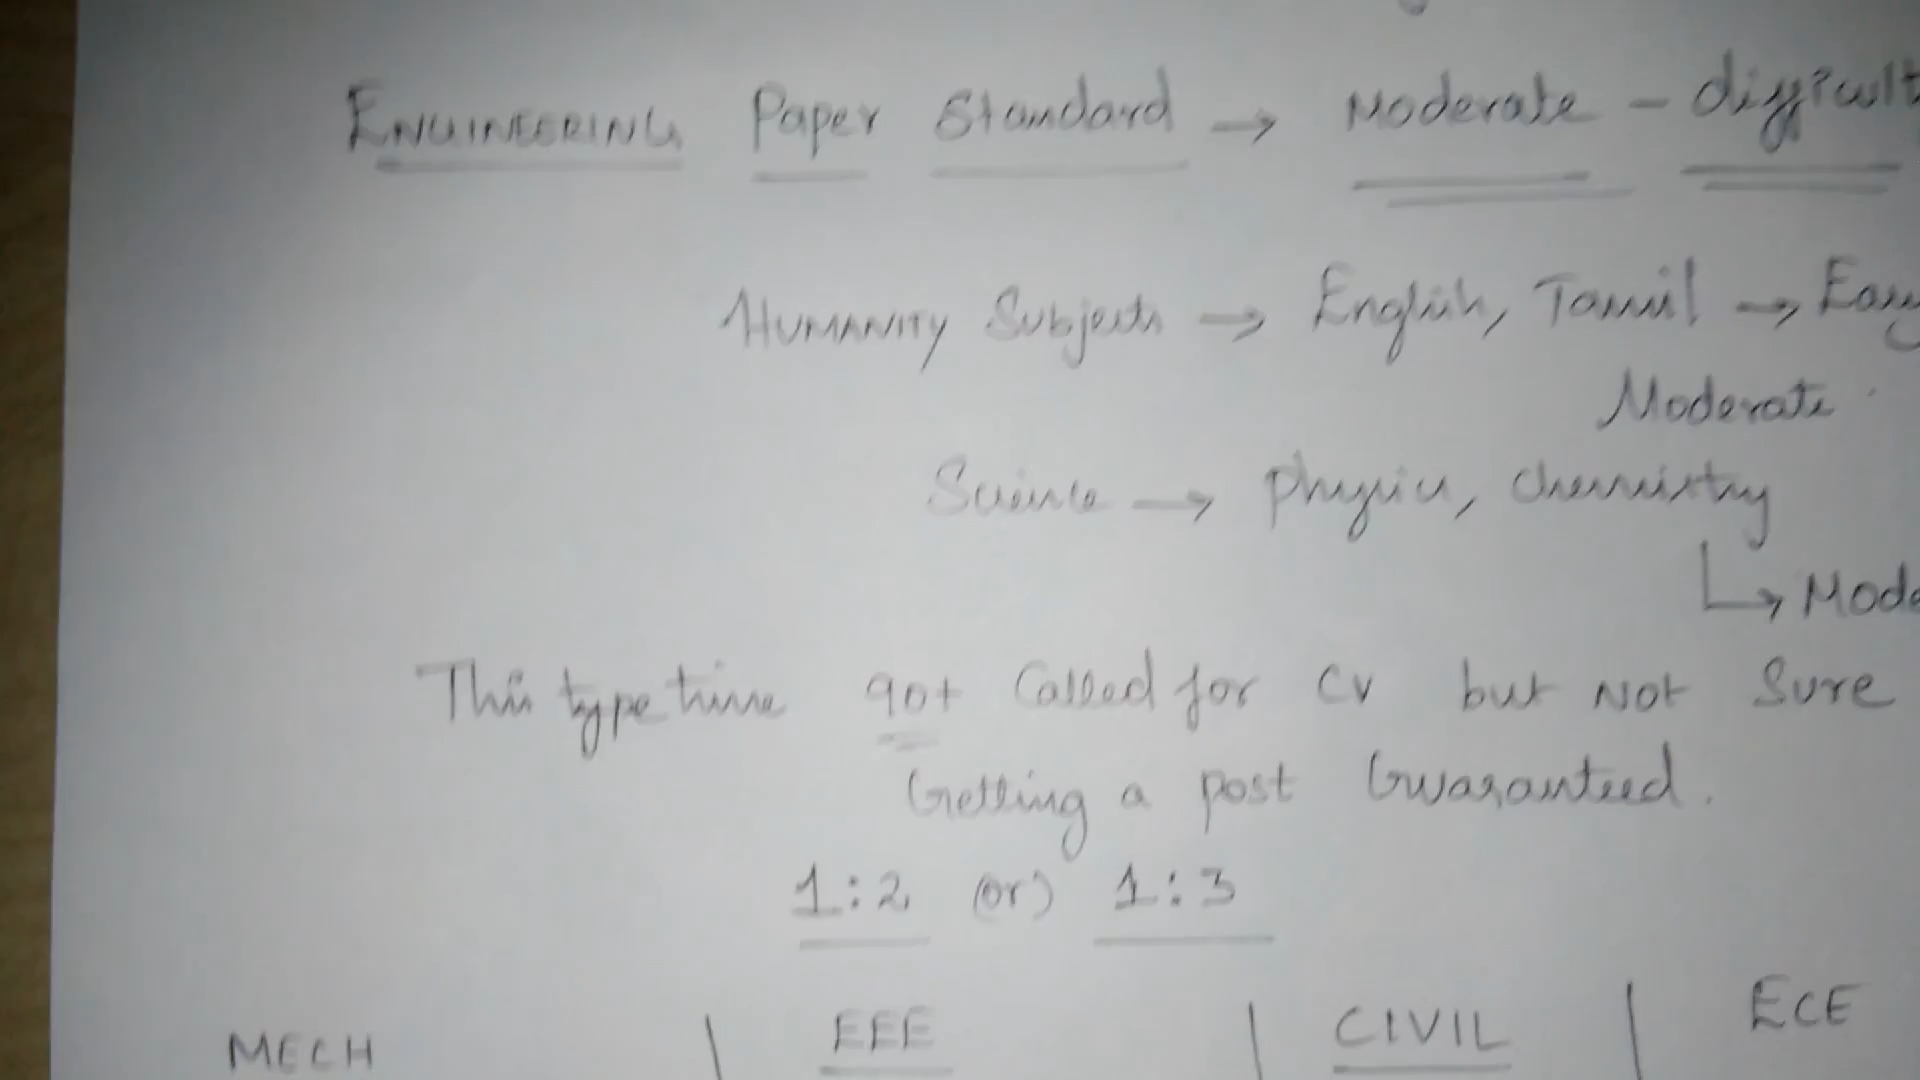 ENGINEERING Paper Standard → Moderate - difficult
HUMANITY Subjects → English, Tamil → Easy
Moderate
Science → Physics, Chemistry
↳ Mode
This type time 90+ Called for CV but Not Sure
Getting a post Guaranteed.
1:2 (or) 1:3
MECH | EEE | CIVIL | ECE